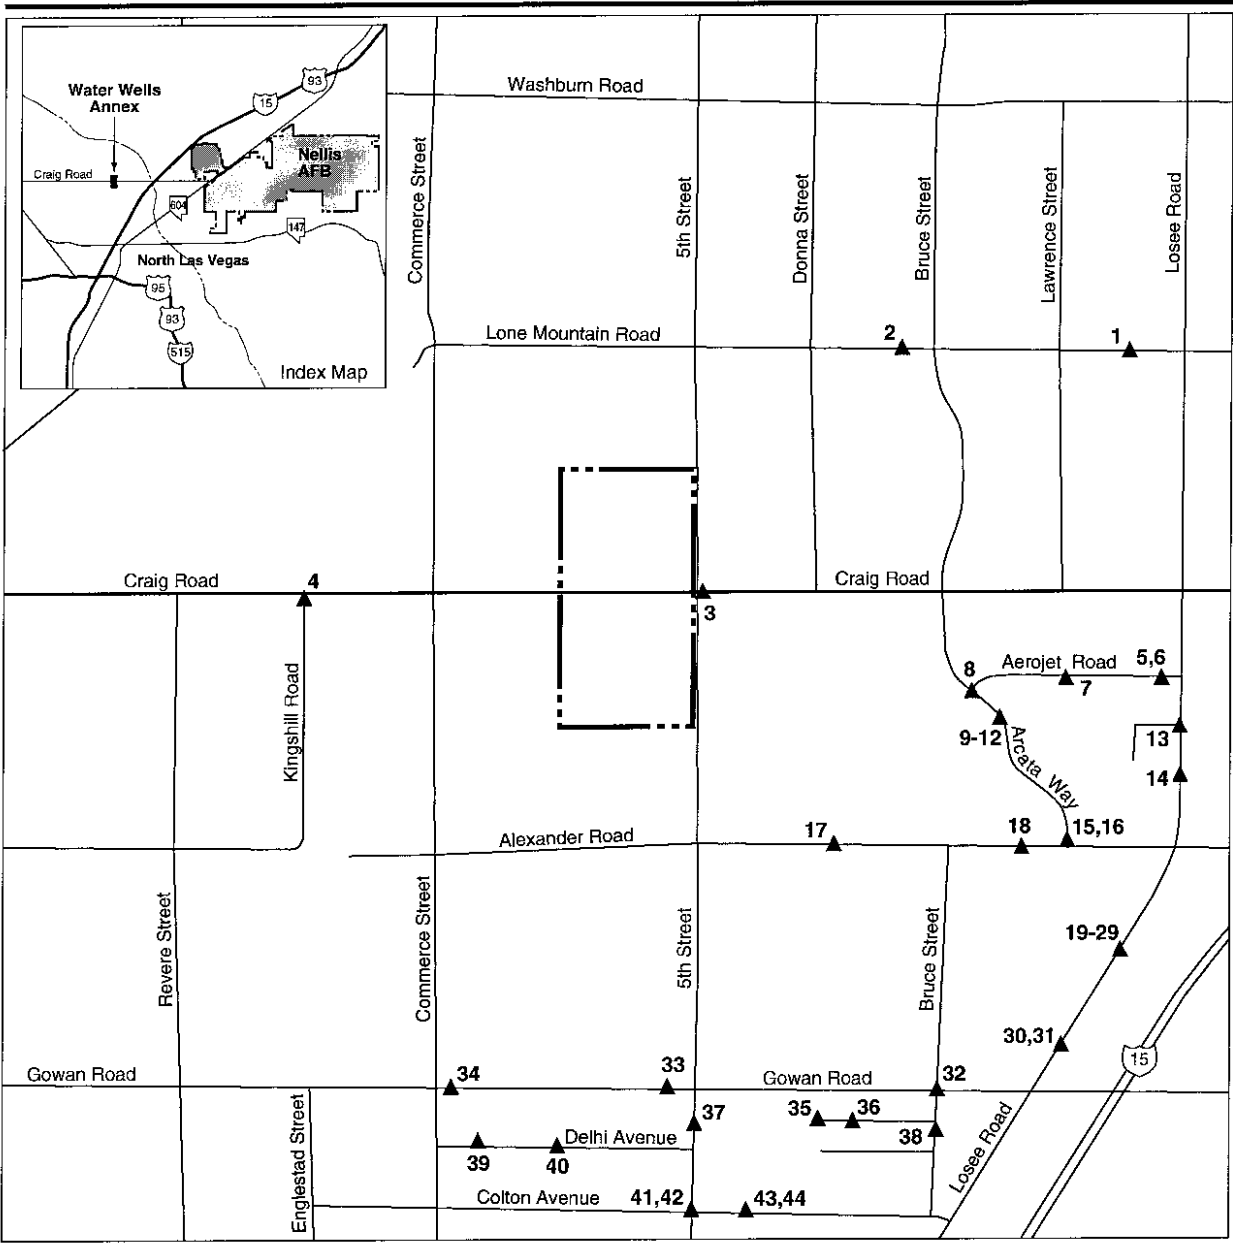 Water Wells
Annex
93
15
Nellis
AFB
Craig Road
604
147
North Las Vegas
95
93
515
Index Map
Washburn Road
Commerce Street
5th Street
Donna Street
Bruce Street
Lawrence Street
Losee Road
Lone Mountain Road
2
1
Craig Road
4
Craig Road
3
Kingshill Road
8
Aerojet Road
5,6
7
9-12
Arcata Way
13
14
Alexander Road
17
18
15,16
Revere Street
Commerce Street
5th Street
Bruce Street
19-29
30,31
15
Gowan Road
34
33
Gowan Road
32
Englestad Street
37
35
36
38
Delhi Avenue
39
40
Losee Road
Colton Avenue
41,42
43,44